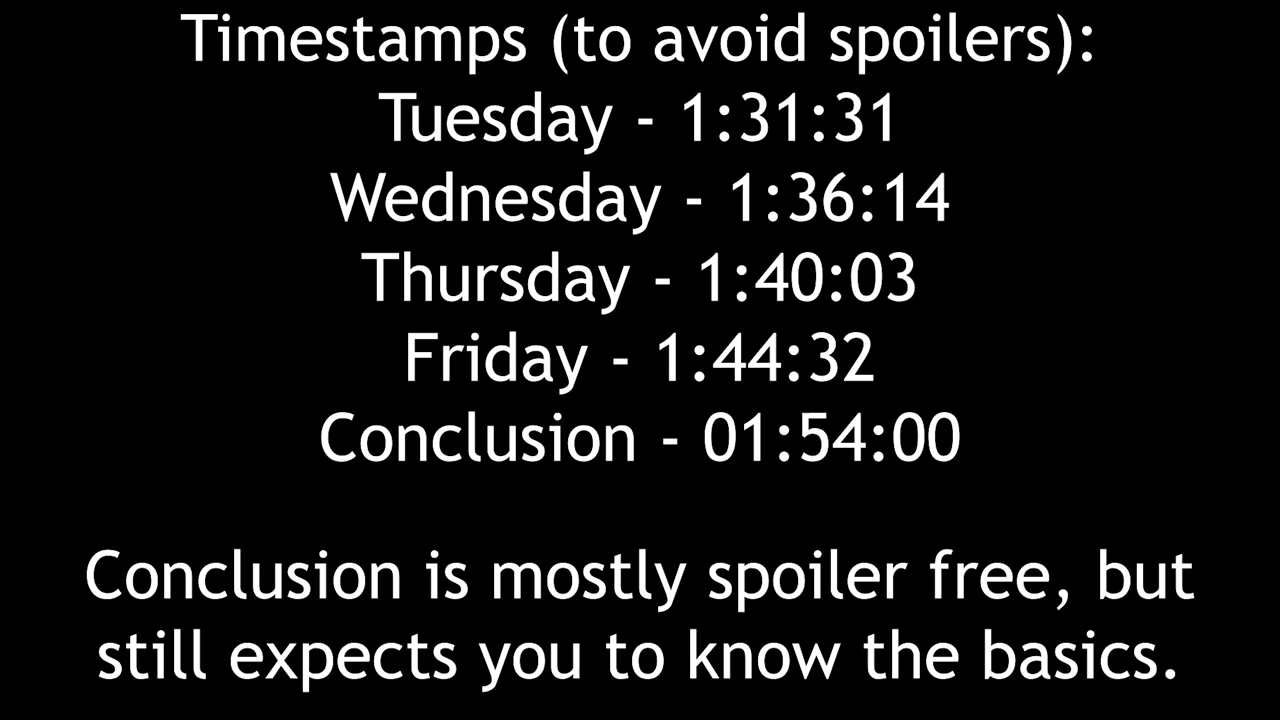 Timestamps (to avoid spoilers):
Tuesday - 1:31:31
Wednesday - 1:36:14
Thursday - 1:40:03
Friday - 1:44:32
Conclusion - 01:54:00
Conclusion is mostly spoiler free, but
still expects you to know the basics.